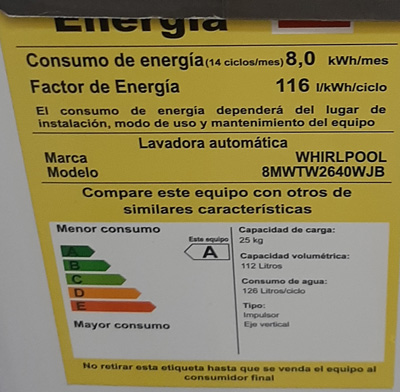 Energía
Consumo de energía(14 ciclos/mes) 8,0 kWh/mes
Factor de Energía 116 l/kWh/ciclo
El consumo de energía dependerá del lugar de
instalación, modo de uso y mantenimiento del equipo
Lavadora automática
Marca WHIRLPOOL
Modelo 8MWTW2640WJB
Compare este equipo con otros de
similares características
Menor consumo
Este equipo
A
A
B
C
D
E
Mayor consumo
Capacidad de carga:
25 kg
Capacidad volumétrica:
112 Litros
Consumo de agua:
126 Litros/ciclo
Tipo:
Impulsor
Eje vertical
No retirar esta etiqueta hasta que se venda el equipo al
consumidor final